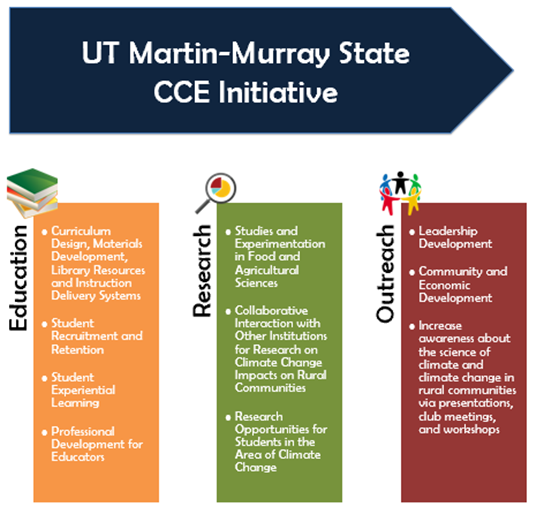 UT Martin-Murray State
CCE Initiative
Education
• Curriculum
Design, Materials
Development,
Library Resources
and Instruction
Delivery Systems
• Student
Recruitment and
Retention
• Student
Experiential
Learning
• Professional
Development for
Educators
Research
• Studies and
Experimentation
in Food and
Agricultural
Sciences
• Collaborative
Interaction with
Other Institutions
for Research on
Climate Change
Impacts on Rural
Communities
• Research
Opportunities for
Students in the
Area of Climate
Change
Outreach
• Leadership
Development
• Community and
Economic
Development
• Increase
awareness about
the science of
climate and
climate change in
rural communities
via presentations,
club meetings,
and workshops